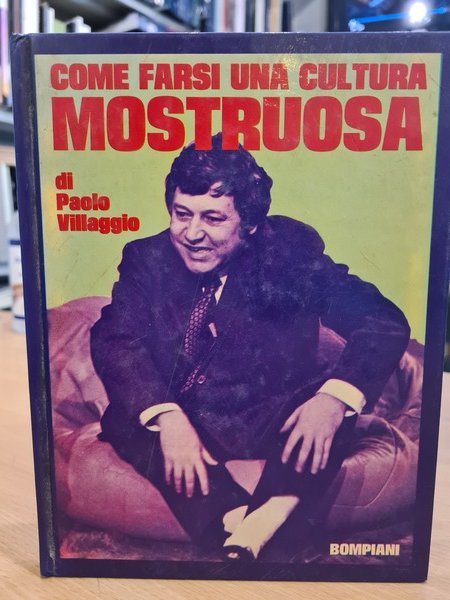 COME FARSI UNA CULTURA
MOSTRUOSA
di
Paolo
Villaggio
BOMPIANI